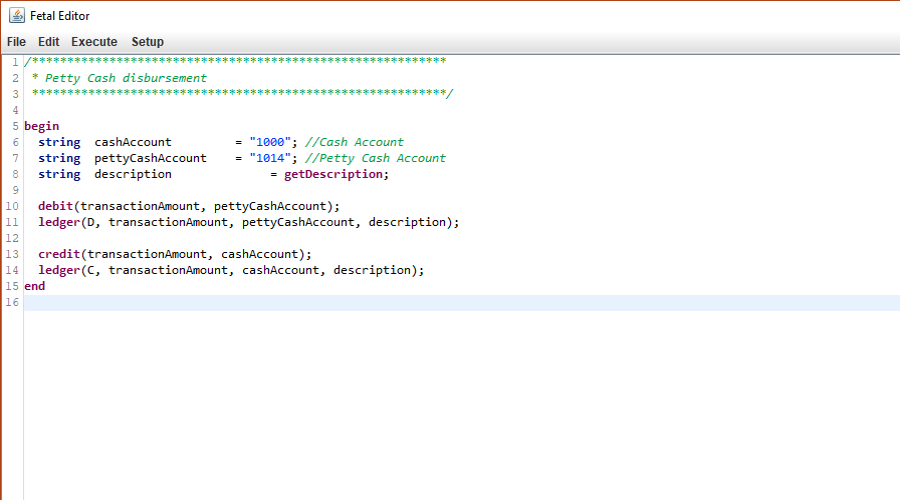 Fetal Editor
File Edit Execute Setup
1 /***********************************************************
2  * Petty Cash disbursement
3  ***********************************************************/
4
5 begin
6   string  cashAccount         = "1000"; //Cash Account
7   string  pettyCashAccount    = "1014"; //Petty Cash Account
8   string  description              = getDescription;
9
10   debit(transactionAmount, pettyCashAccount);
11   ledger(D, transactionAmount, pettyCashAccount, description);
12
13   credit(transactionAmount, cashAccount);
14   ledger(C, transactionAmount, cashAccount, description);
15 end
16